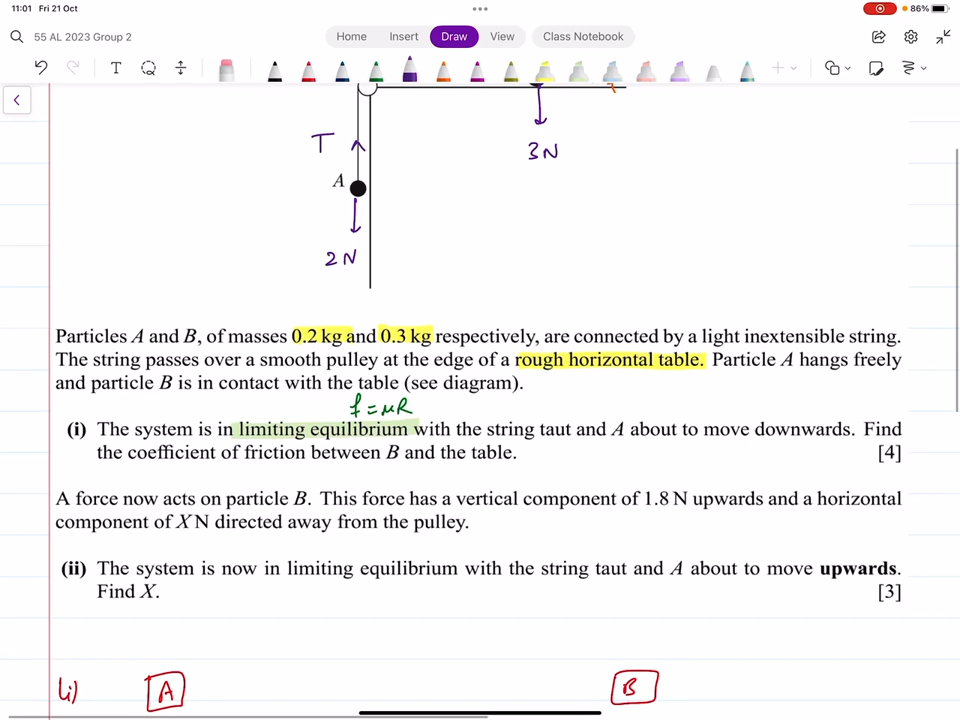 11:01 Fri 21 Oct
86%
55 AL 2023 Group 2
Home Insert Draw View Class Notebook
T
3N
A
2N
Particles A and B, of masses 0.2 kg and 0.3 kg respectively, are connected by a light inextensible string.
The string passes over a smooth pulley at the edge of a rough horizontal table. Particle A hangs freely
and particle B is in contact with the table (see diagram).
f = μR
(i) The system is in limiting equilibrium with the string taut and A about to move downwards. Find
the coefficient of friction between B and the table. [4]
A force now acts on particle B. This force has a vertical component of 1.8 N upwards and a horizontal
component of X N directed away from the pulley.
(ii) The system is now in limiting equilibrium with the string taut and A about to move upwards.
Find X. [3]
(i) A B